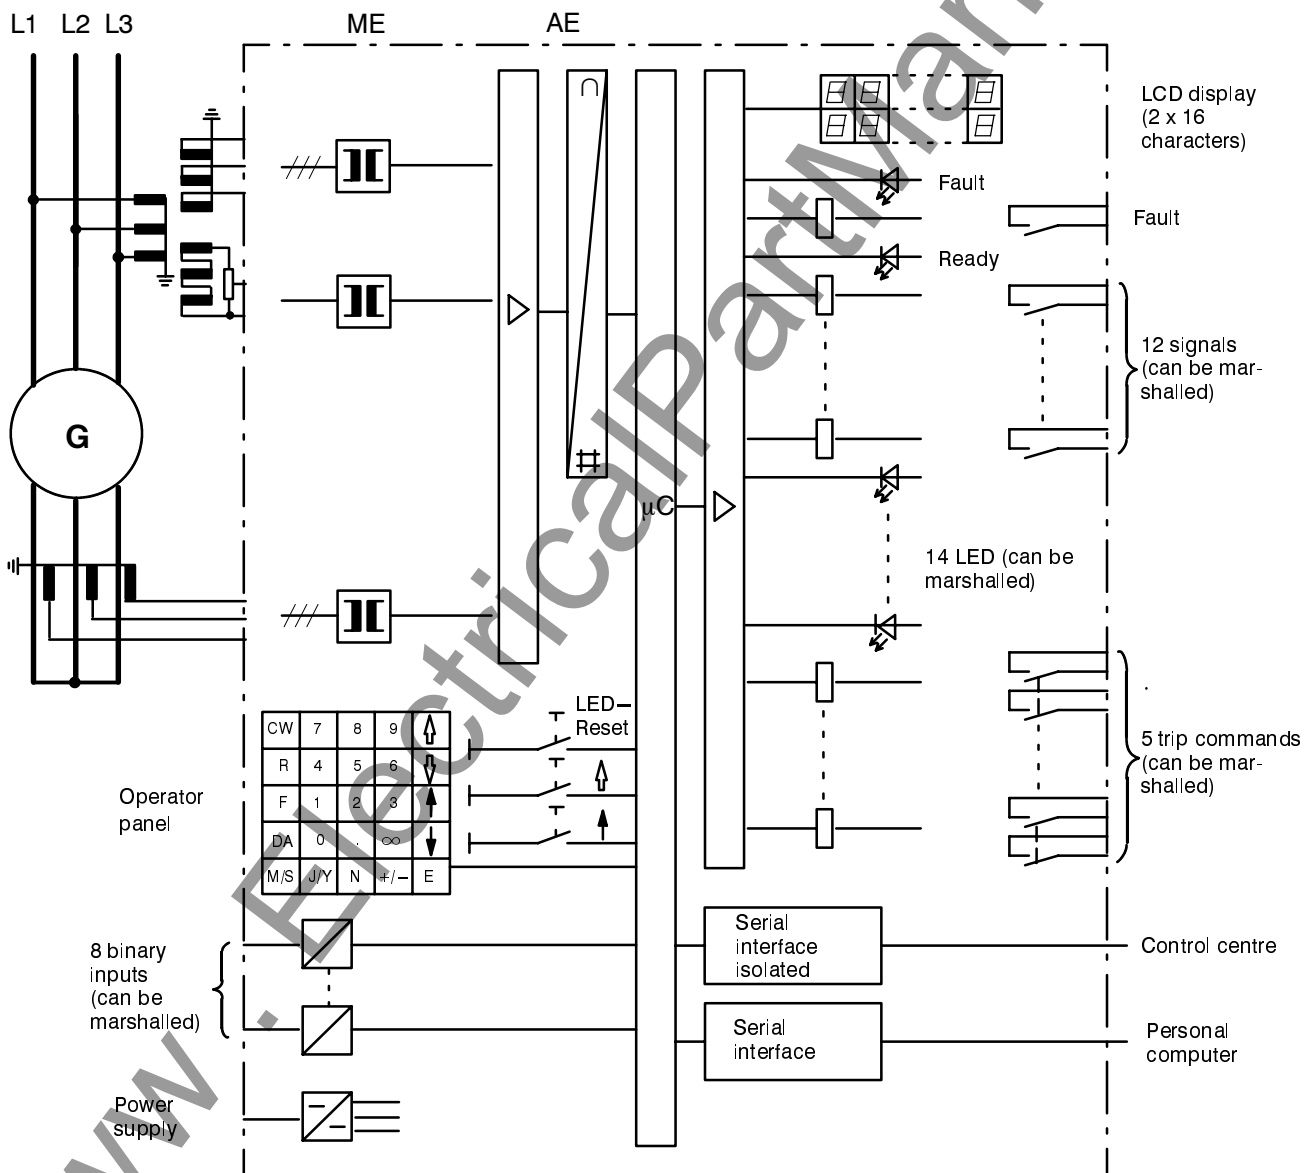 L1 L2 L3 ME AE
LCD display
(2 x 16
characters)
Fault
Fault
Ready
12 signals
(can be mar-
shalled)
G
µC
14 LED (can be
marshalled)
LED–
Reset
CW 7 8 9
R 4 5 6
F 1 2 3
DA 0 . ∞
M/S J/Y N +/– E
Operator
panel
5 trip commands
(can be mar-
shalled)
8 binary
inputs
(can be
marshalled)
Serial
interface
isolated
Control centre
Serial
interface
Personal
computer
Power
supply